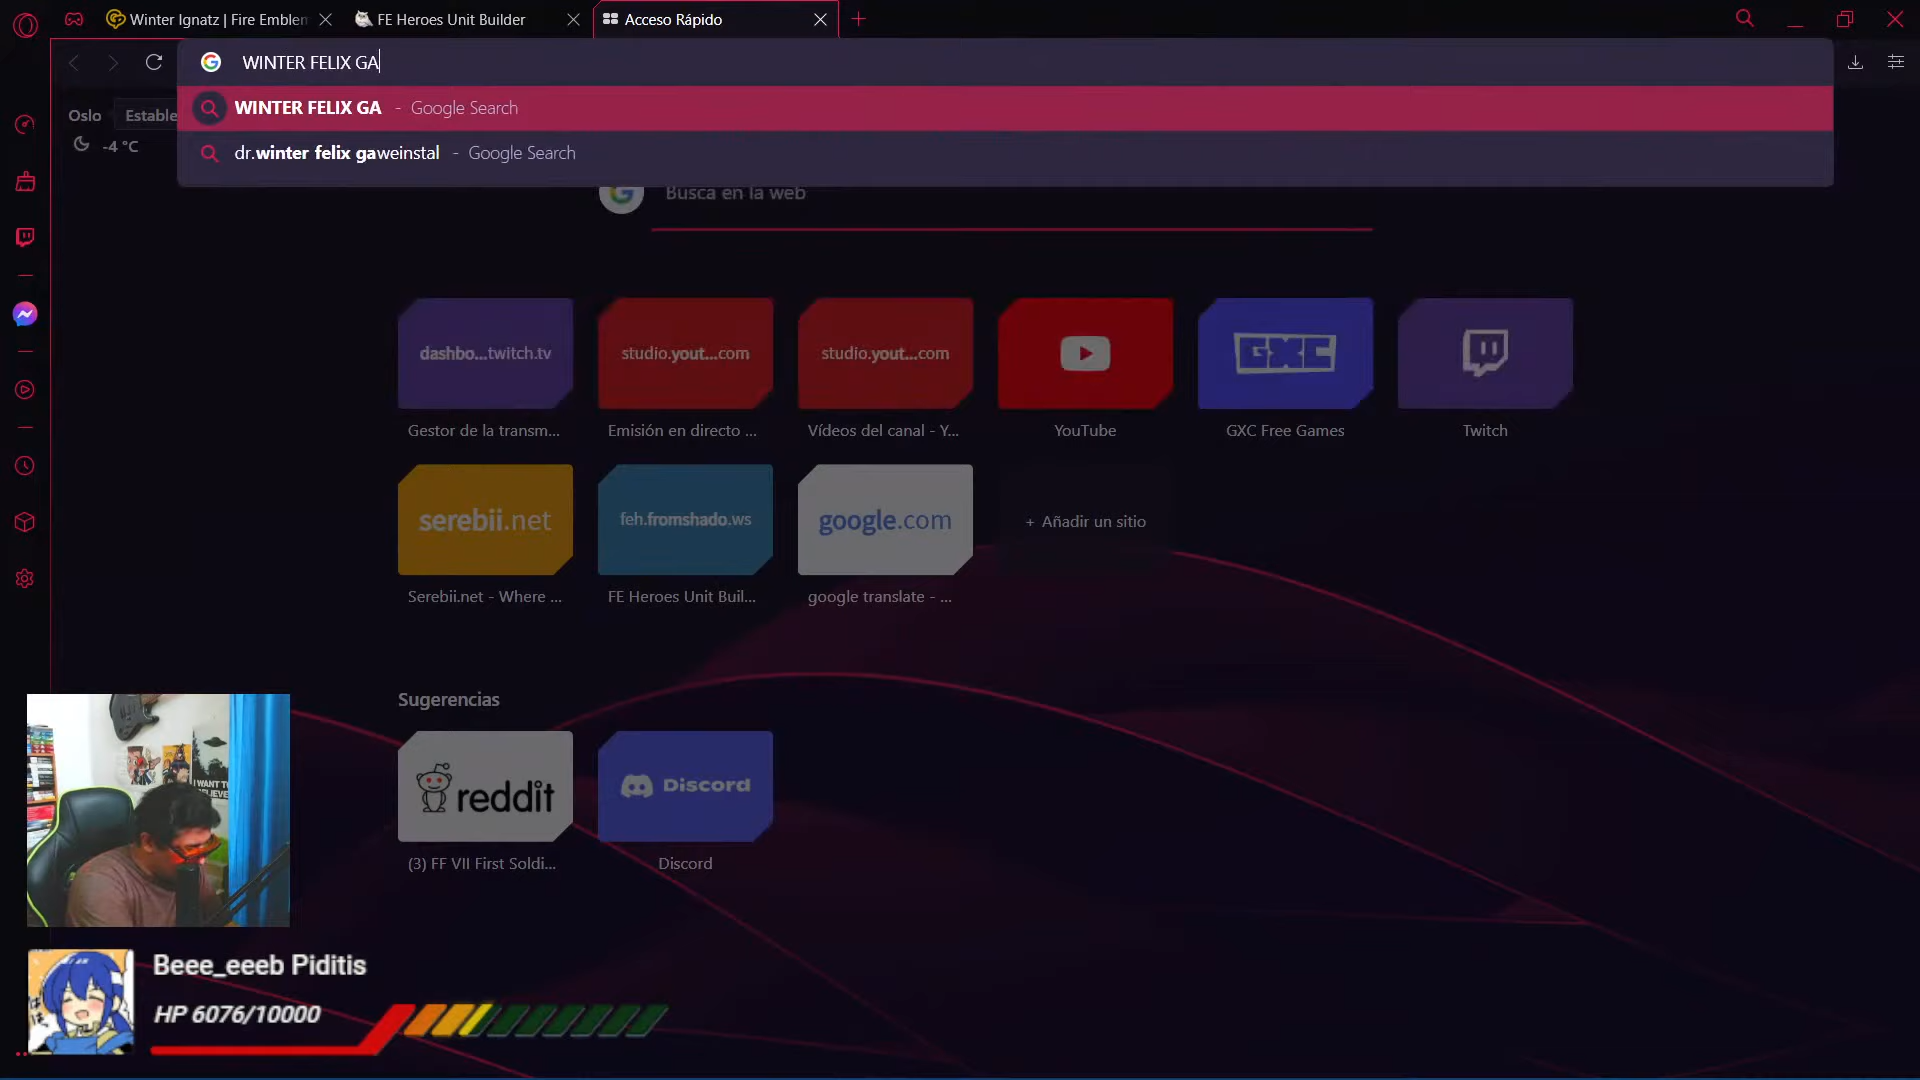 Winter Ignatz | Fire Emblem
FE Heroes Unit Builder
Acceso Rápido
WINTER FELIX GA
WINTER FELIX GA - Google Search
dr.winter felix gaweinstal - Google Search
Oslo
Estable
-4 °C
Busca en la web
dashbo...twitch.tv
studio.yout...com
studio.yout...com
GXC
Gestor de la transm...
Emisión en directo ...
Vídeos del canal - Y...
YouTube
GXC Free Games
Twitch
serebii.net
feh.fromshado.ws
google.com
+ Añadir un sitio
Serebii.net - Where ...
FE Heroes Unit Buil...
google translate - ...
Sugerencias
reddit
Discord
(3) FF VII First Soldi...
Discord
I WANT TO
BELIEVE
Beee_eeeb Piditis
HP 6076/10000